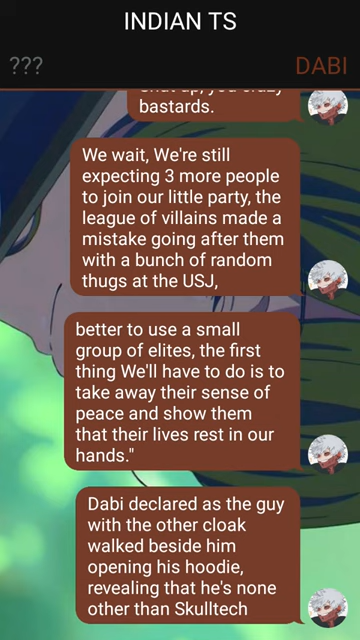 INDIAN TS
???
DABI
bastards.
We wait, We're still
expecting 3 more people
to join our little party, the
league of villains made a
mistake going after them
with a bunch of random
thugs at the USJ,
better to use a small
group of elites, the first
thing We'll have to do is to
take away their sense of
peace and show them
that their lives rest in our
hands."
Dabi declared as the guy
with the other cloak
walked beside him
opening his hoodie,
revealing that he's none
other than Skulltech